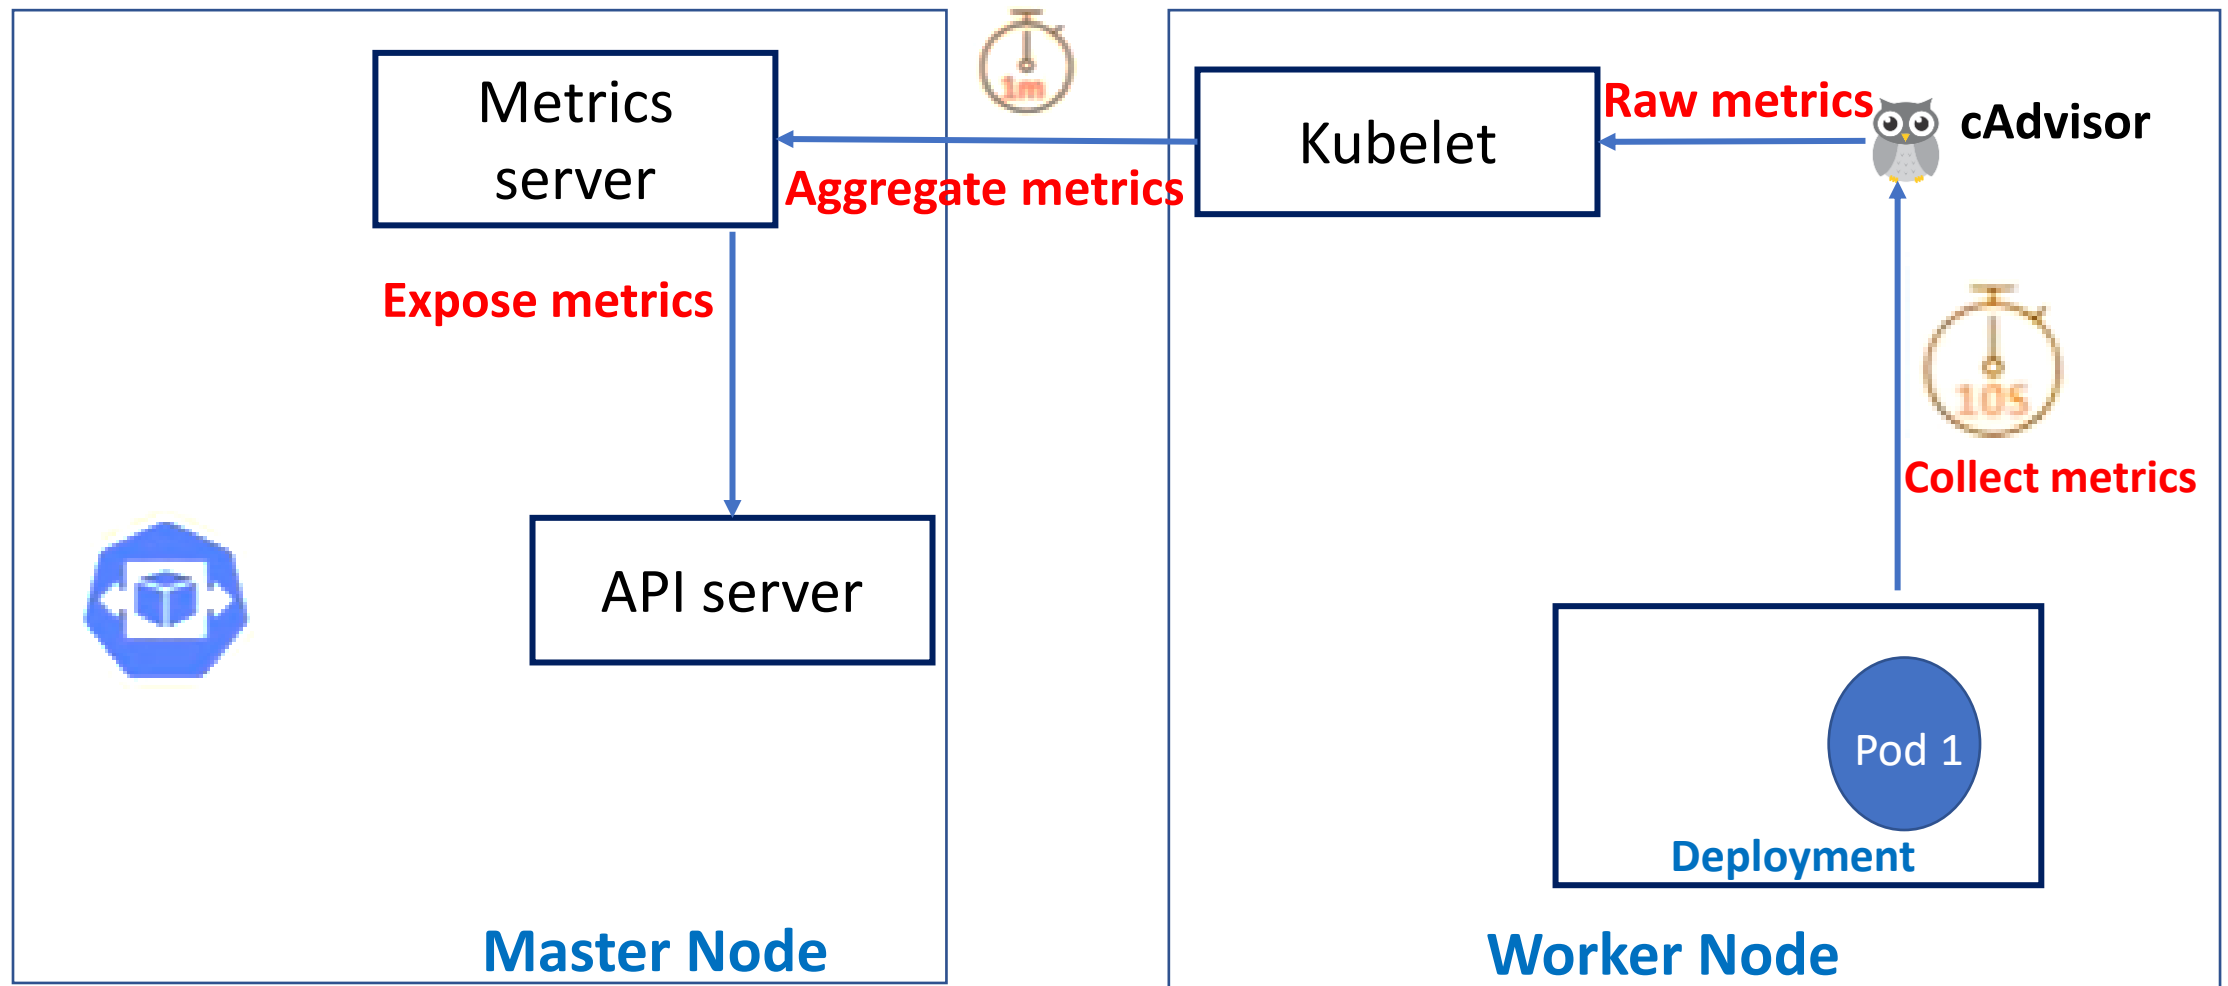 Metrics
server
1m
Aggregate metrics
Kubelet
Raw metrics
cAdvisor
Expose metrics
10S
Collect metrics
API server
Pod 1
Deployment
Master Node
Worker Node